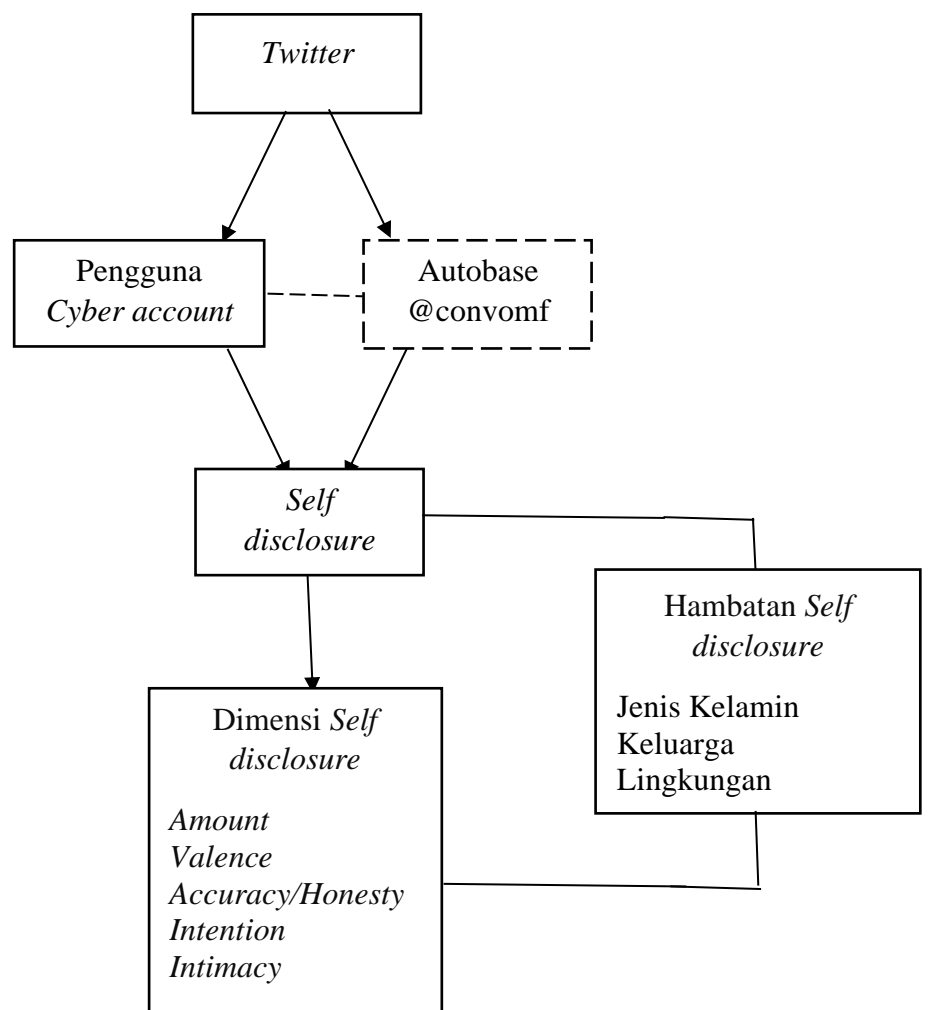 Twitter
Pengguna
Cyber account
Autobase
@convomf
Self
disclosure
Hambatan Self
disclosure
Jenis Kelamin
Keluarga
Lingkungan
Dimensi Self
disclosure
Amount
Valence
Accuracy/Honesty
Intention
Intimacy